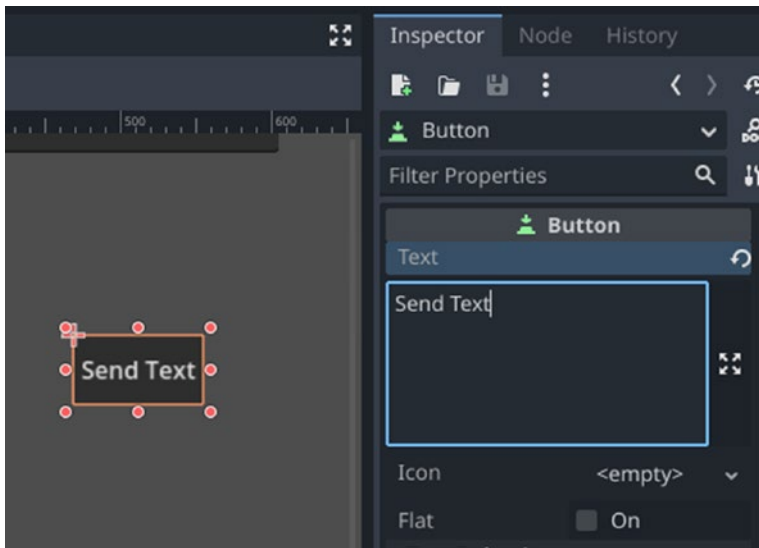 Inspector Node History
500 600
Button
Filter Properties
Button
Text
Send Text
Send Text
Icon <empty>
Flat On